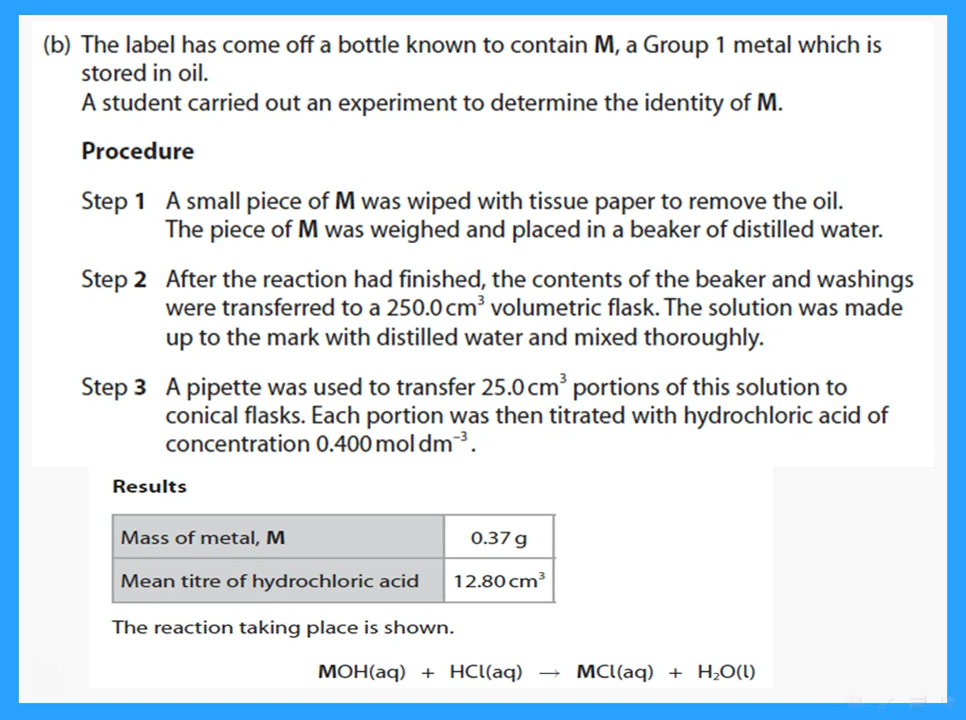 (b) The label has come off a bottle known to contain M, a Group 1 metal which is
stored in oil.
A student carried out an experiment to determine the identity of M.
Procedure
Step 1 A small piece of M was wiped with tissue paper to remove the oil.
The piece of M was weighed and placed in a beaker of distilled water.
Step 2 After the reaction had finished, the contents of the beaker and washings
were transferred to a 250.0 cm³ volumetric flask. The solution was made
up to the mark with distilled water and mixed thoroughly.
Step 3 A pipette was used to transfer 25.0 cm³ portions of this solution to
conical flasks. Each portion was then titrated with hydrochloric acid of
concentration 0.400 mol dm⁻³.
Results
Mass of metal, M 0.37 g
Mean titre of hydrochloric acid 12.80 cm³
The reaction taking place is shown.
MOH(aq) + HCl(aq) → MCl(aq) + H₂O(l)